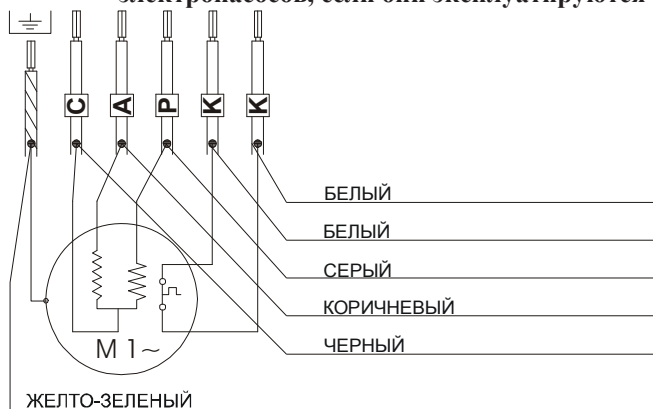 электронасосов, если они эксплуатируются
C A P K K
БЕЛЫЙ
БЕЛЫЙ
СЕРЫЙ
КОРИЧНЕВЫЙ
ЧЕРНЫЙ
M 1~
ЖЕЛТО-ЗЕЛЕНЫЙ